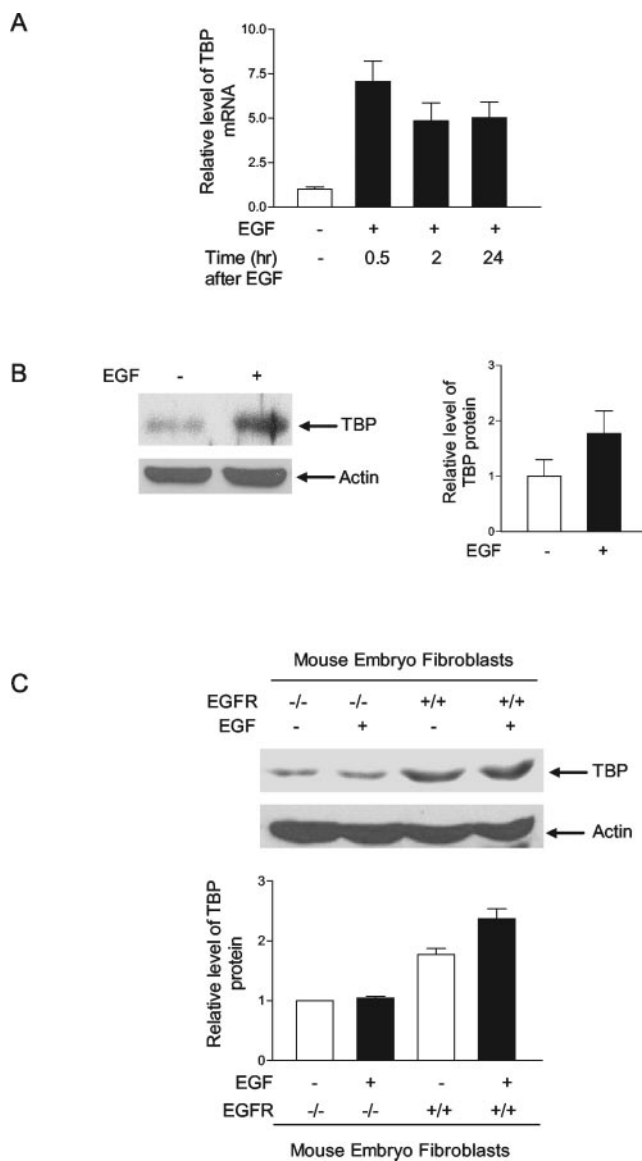 A
Relative level of TBP
mRNA
10.0
7.5
5.0
2.5
0.0
EGF - + + +
Time (hr) - 0.5 2 24
after EGF
B
EGF - +
TBP
Actin
Relative level of
TBP protein
3
2
1
0
EGF - +
C
Mouse Embryo Fibroblasts
EGFR -/- -/- +/+ +/+
EGF - + - +
TBP
Actin
Relative level of TBP
protein
3
2
1
0
EGF - + - +
EGFR -/- -/- +/+ +/+
Mouse Embryo Fibroblasts